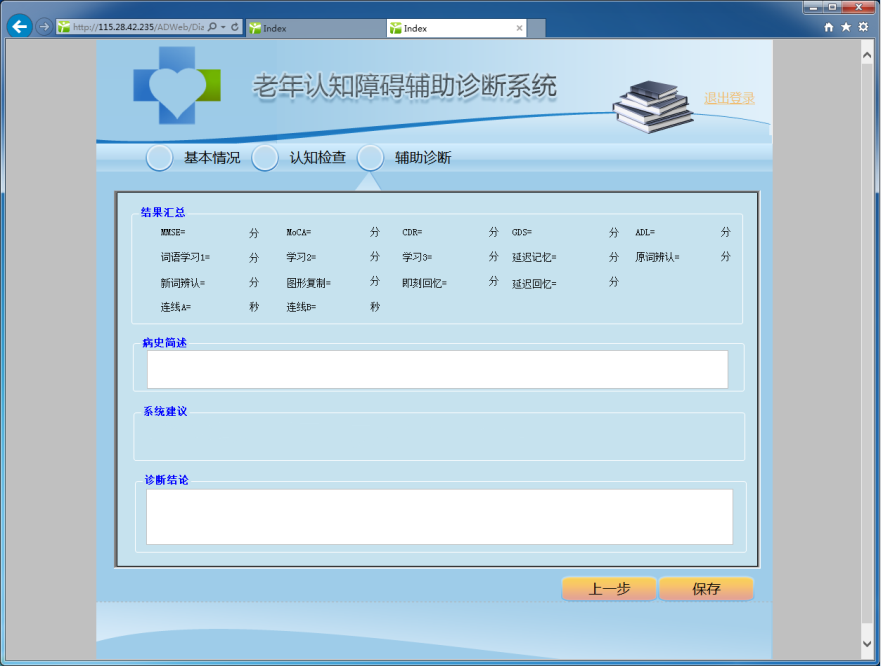 http://115.28.42.235/ADWeb/Dia
Index
Index
老年认知障碍辅助诊断系统
退出登录
基本情况 认知检查 辅助诊断
结果汇总
MMSE= 分 MoCA= 分 CDR= 分 GDS= 分 ADL= 分
词语学习1= 分 学习2= 分 学习3= 分 延迟记忆= 分 原词辨认= 分
新词辨认= 分 图形复制= 分 即刻回忆= 分 延迟回忆= 分
连线A= 秒 连线B= 秒
病史简述
系统建议
诊断结论
上一步 保存